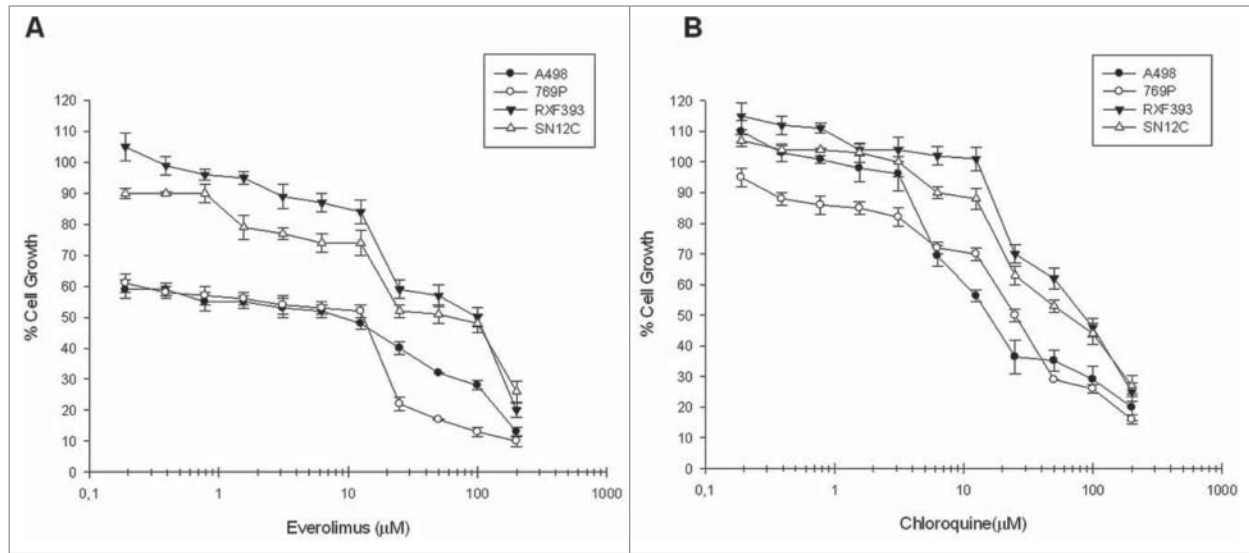 A
A498
769P
RXF393
SN12C
% Cell Growth
120
110
100
90
80
70
60
50
40
30
20
10
0
0,1
1
10
100
1000
Everolimus (μM)
B
A498
769P
RXF393
SN12C
% Cell Growth
120
110
100
90
80
70
60
50
40
30
20
10
0
0,1
1
10
100
1000
Chloroquine(μM)